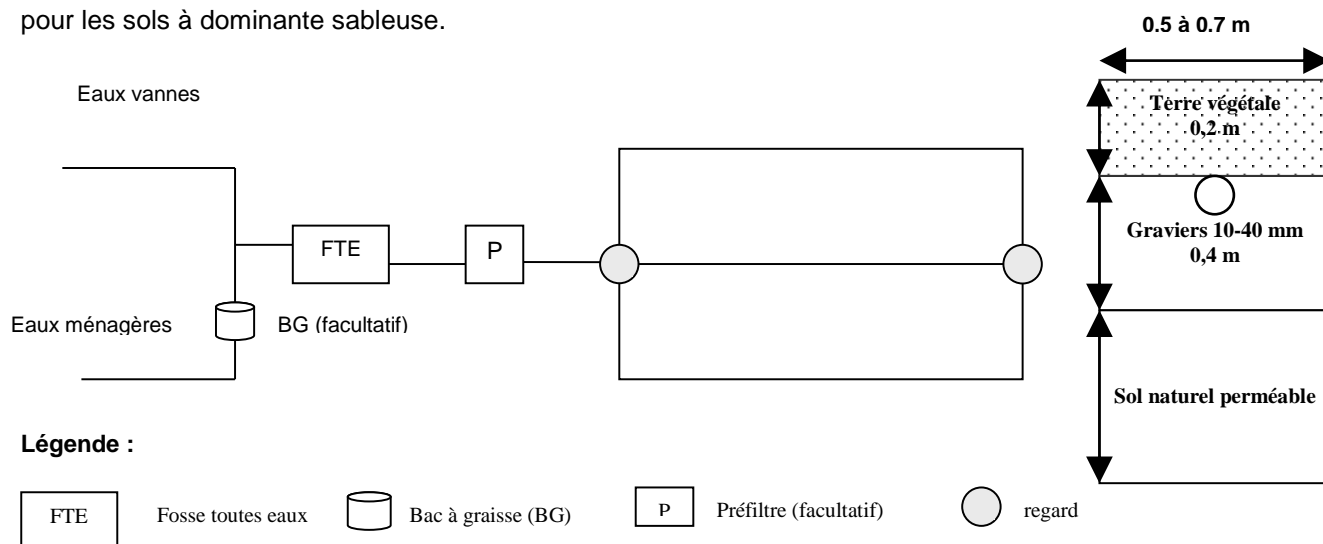 pour les sols à dominante sableuse.
0.5 à 0.7 m
Eaux vannes
Terre végétale
0,2 m
FTE
P
Graviers 10-40 mm
0,4 m
Eaux ménagères
BG (facultatif)
Sol naturel perméable
Légende :
FTE
Fosse toutes eaux
Bac à graisse (BG)
P
Préfiltre (facultatif)
regard